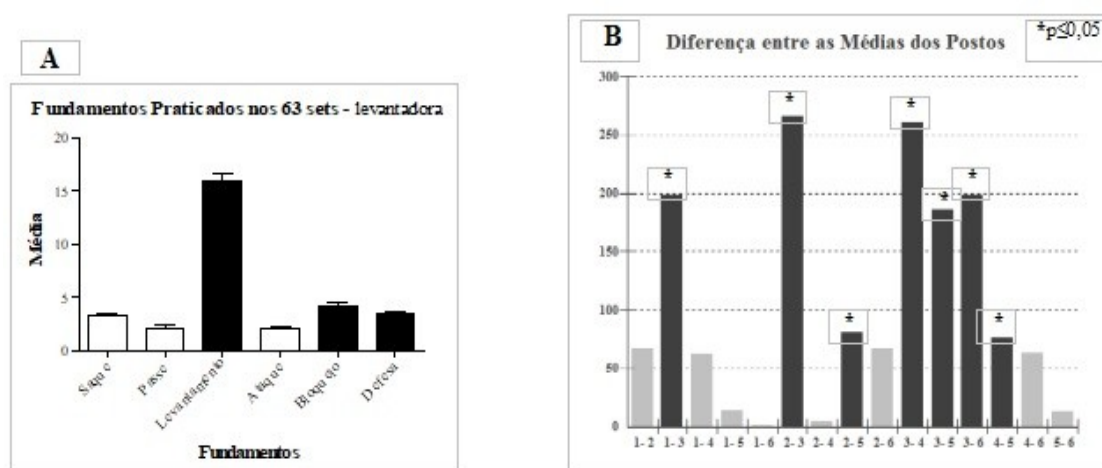 A
Fundamentos Praticados nos 63 sets - levantadora
20
15
10
5
0
Média
Saque
Passe
Levantamento
Ataque
Bloqueio
Defesa
Fundamentos
B
Diferença entre as Médias dos Postos
*p≤0,05
300
250
200
150
100
50
0
* * * * * * *
1- 2 1- 3 1- 4 1- 5 1- 6 2- 3 2- 4 2- 5 2- 6 3- 4 3- 5 3- 6 4- 5 4- 6 5- 6